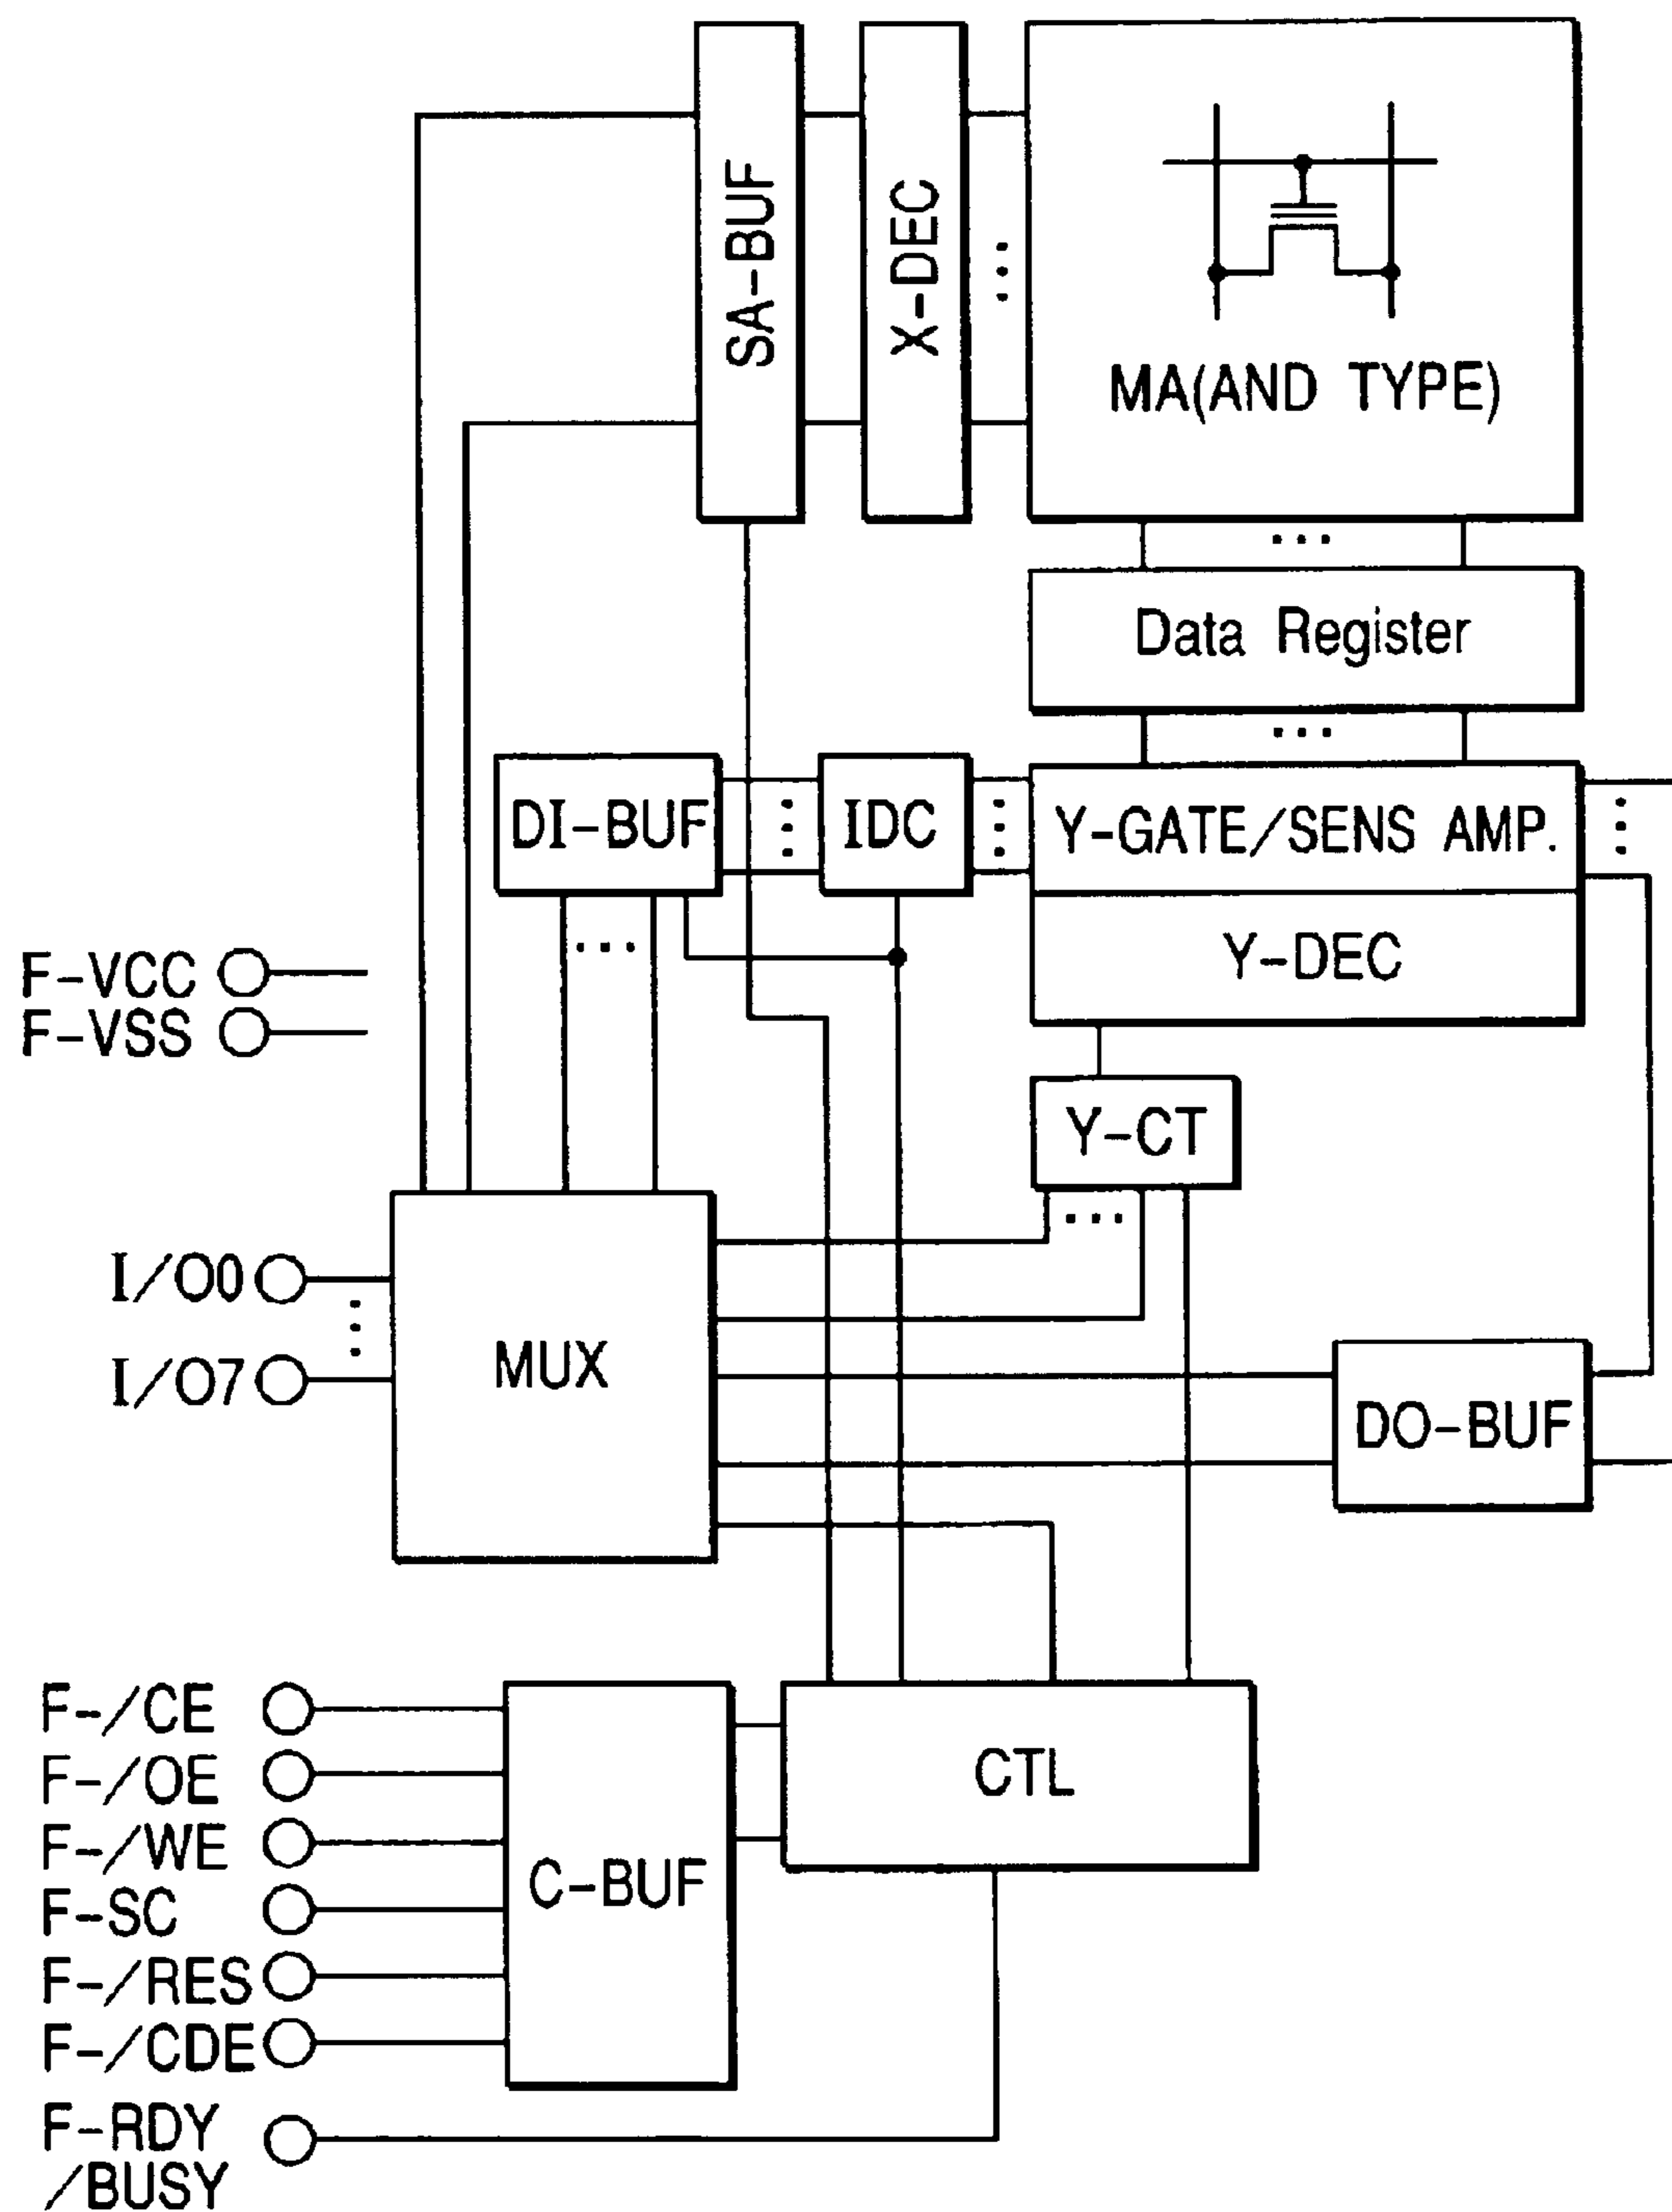 SA-BUF
X-DEC
MA(AND TYPE)
Data Register
DI-BUF
IDC
Y-GATE/SENS AMP.
Y-DEC
F-VCC
F-VSS
Y-CT
I/O0
I/O7
MUX
DO-BUF
F-/CE
F-/OE
F-/WE
F-SC
F-/RES
F-/CDE
F-RDY
/BUSY
C-BUF
CTL